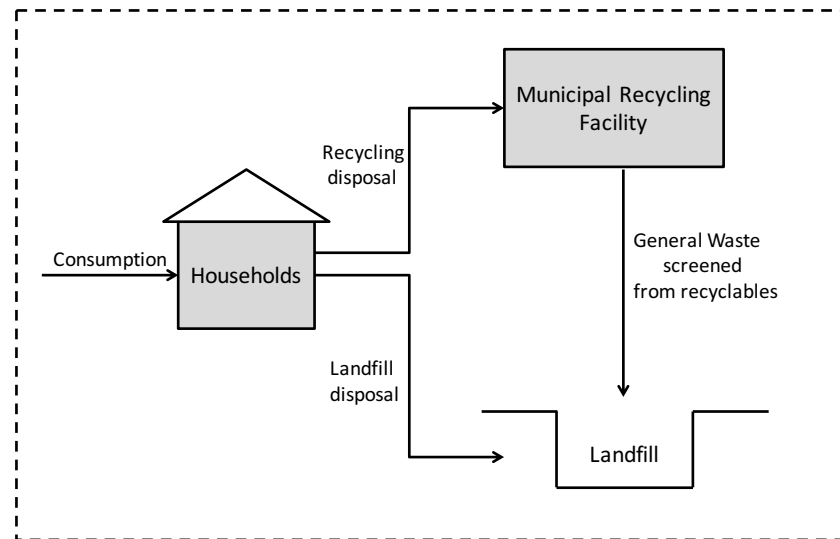 Municipal Recycling
Facility
Recycling
disposal
Consumption
Households
General Waste
screened
from recyclables
Landfill
disposal
Landfill